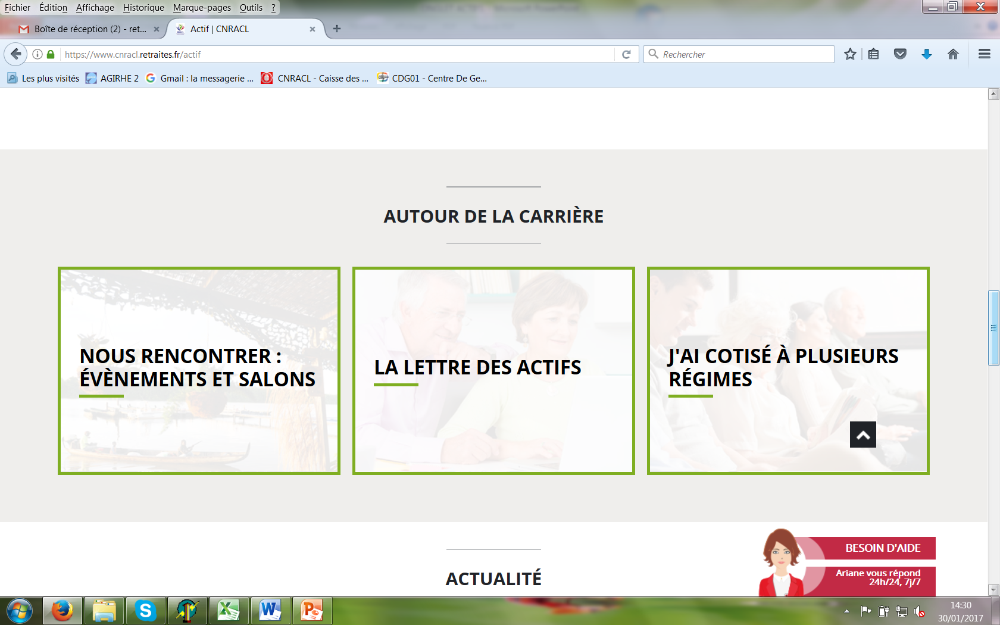 Fichier Édition Affichage Historique Marque-pages Outils ?
Boîte de réception (2) - ret... × Actif | CNRACL × +
https://www.cnracl.retraites.fr/actif
Rechercher
Les plus visités AGIRHE 2 Gmail : la messagerie ... CNRACL - Caisse des ... CDG01 - Centre De Ge...
AUTOUR DE LA CARRIÈRE
NOUS RENCONTRER :
ÉVÈNEMENTS ET SALONS
LA LETTRE DES ACTIFS
J'AI COTISÉ À PLUSIEURS
RÉGIMES
BESOIN D'AIDE
Ariane vous répond
24h/24, 7j/7
ACTUALITÉ
14:30
30/01/2017